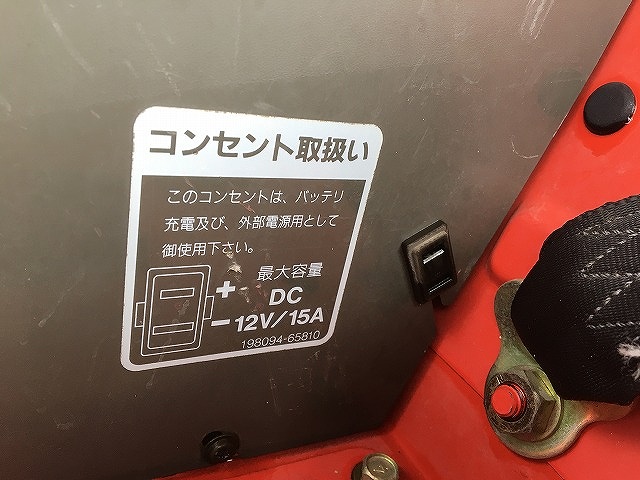 コンセント取扱い
このコンセントは、バッテリ
充電及び、外部電源用として
御使用下さい。
最大容量
+ DC
- 12V/15A
198094-65810